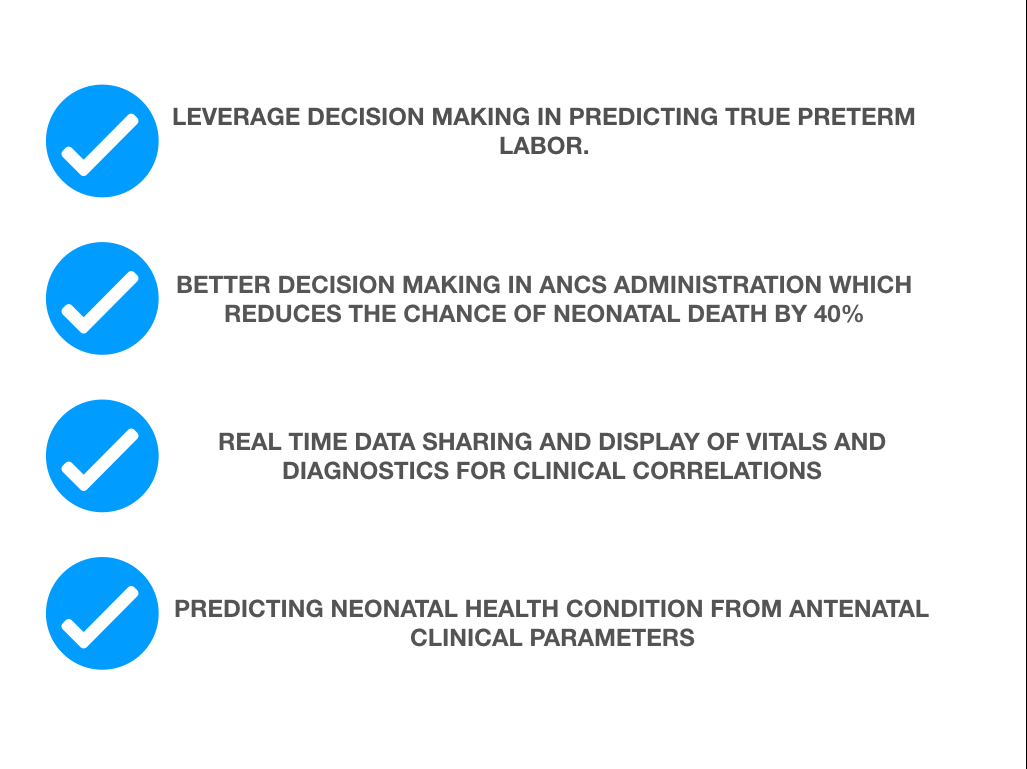 LEVERAGE DECISION MAKING IN PREDICTING TRUE PRETERM
LABOR.
BETTER DECISION MAKING IN ANCS ADMINISTRATION WHICH
REDUCES THE CHANCE OF NEONATAL DEATH BY 40%
REAL TIME DATA SHARING AND DISPLAY OF VITALS AND
DIAGNOSTICS FOR CLINICAL CORRELATIONS
PREDICTING NEONATAL HEALTH CONDITION FROM ANTENATAL
CLINICAL PARAMETERS